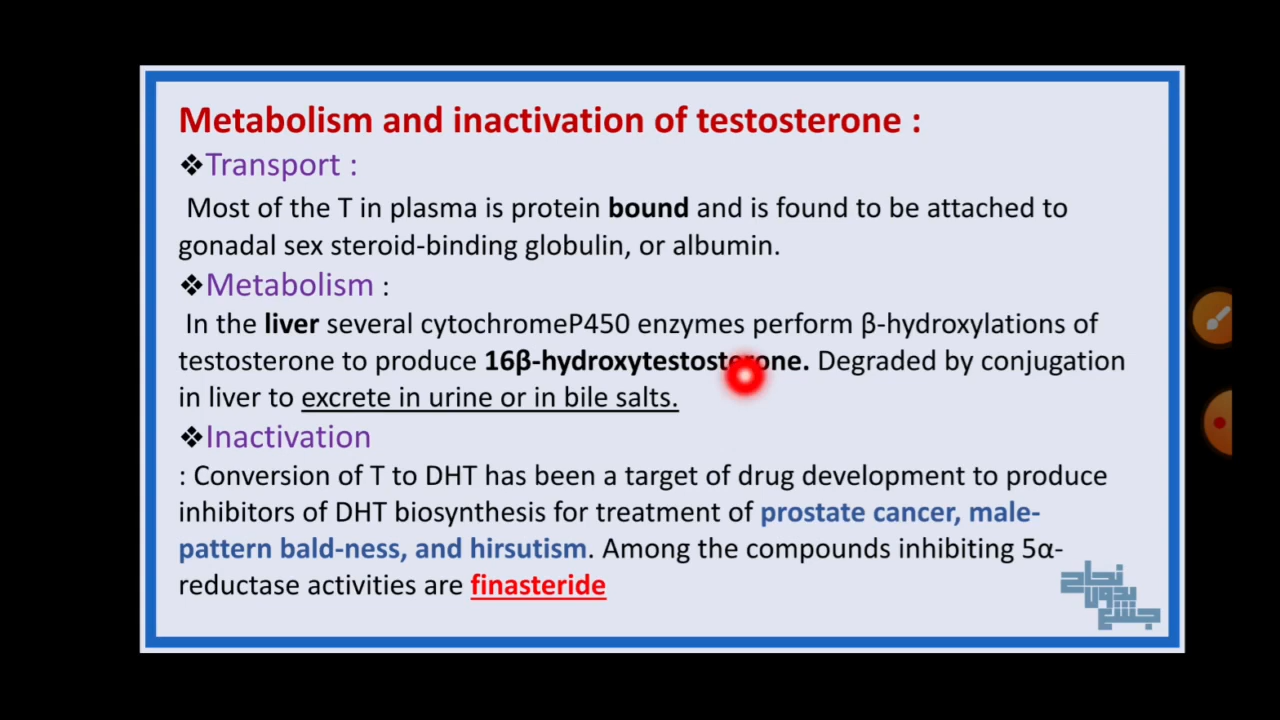 Metabolism and inactivation of testosterone :
❖Transport :
Most of the T in plasma is protein bound and is found to be attached to
gonadal sex steroid-binding globulin, or albumin.
❖Metabolism :
In the liver several cytochromeP450 enzymes perform β-hydroxylations of
testosterone to produce 16β-hydroxytestosterone. Degraded by conjugation
in liver to excrete in urine or in bile salts.
❖Inactivation
: Conversion of T to DHT has been a target of drug development to produce
inhibitors of DHT biosynthesis for treatment of prostate cancer, male-
pattern bald-ness, and hirsutism. Among the compounds inhibiting 5α-
reductase activities are finasteride
نجاح
بدون
جشع